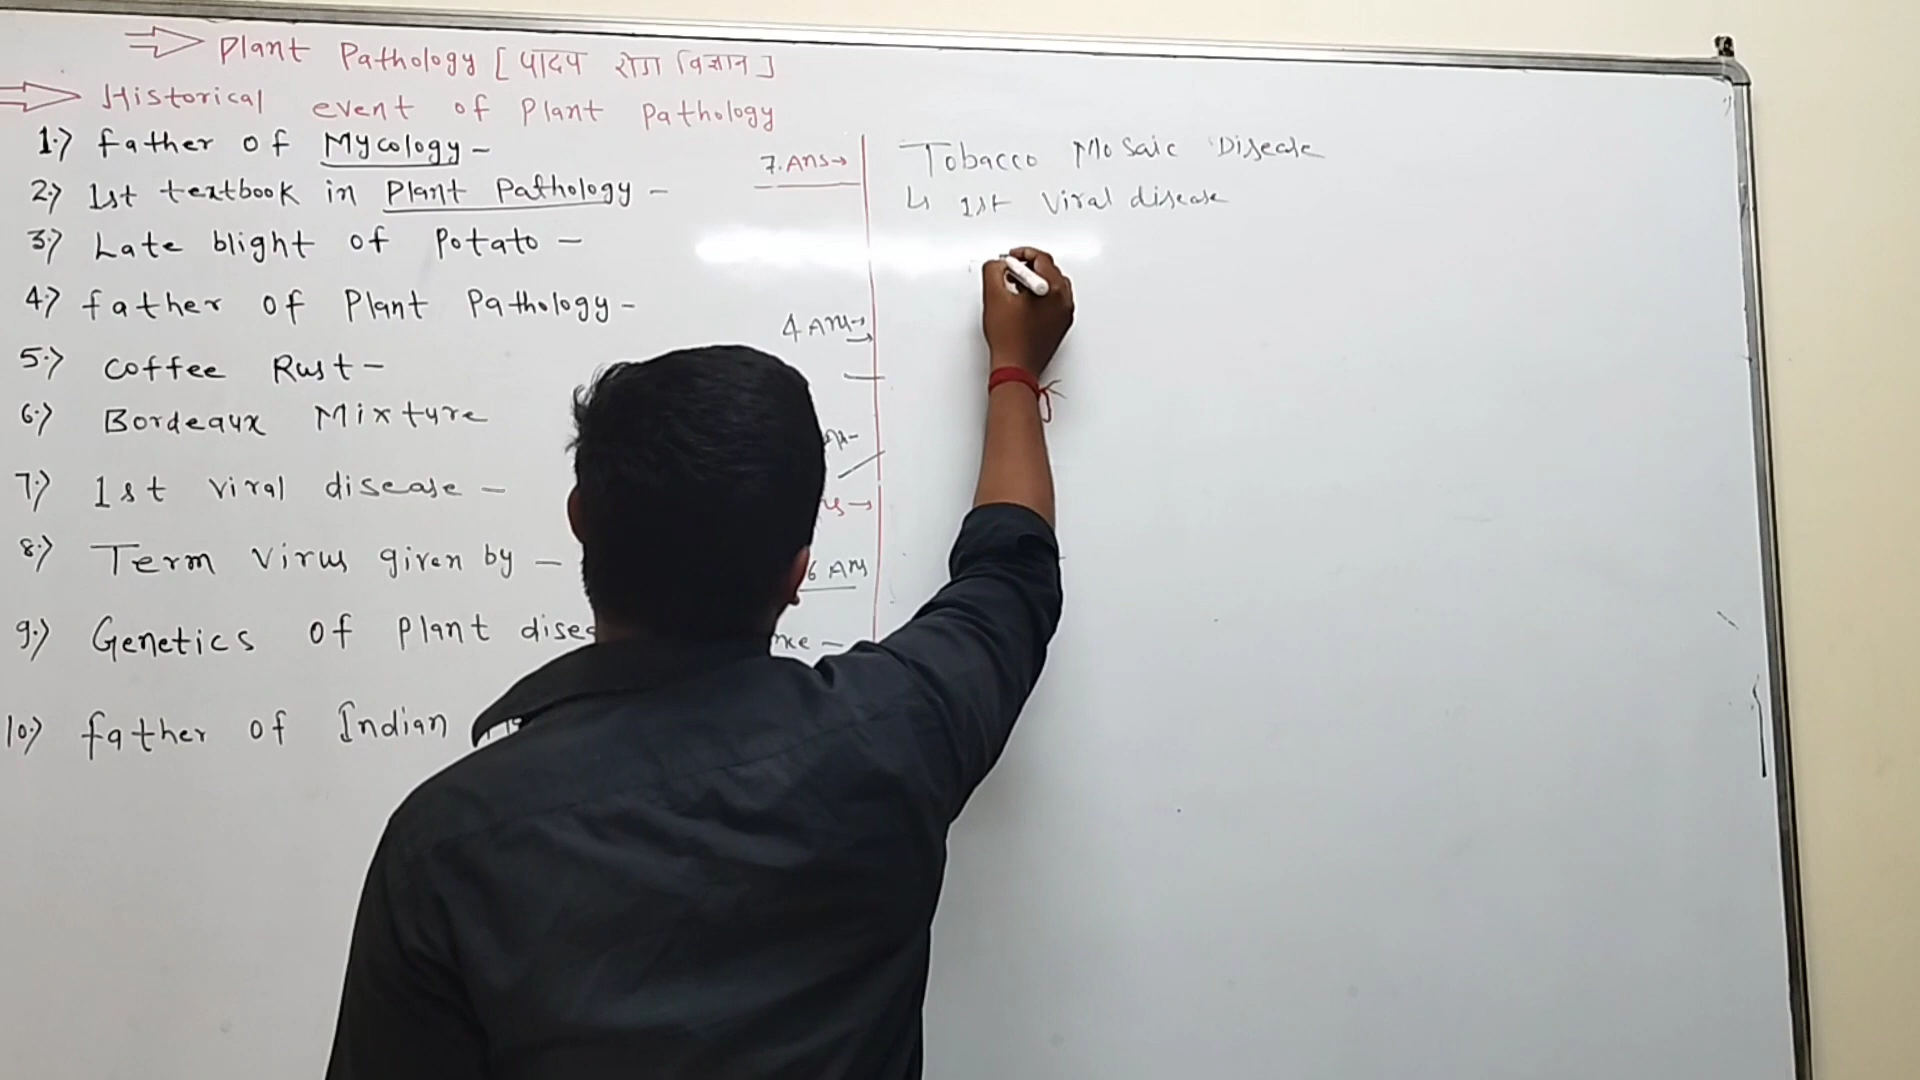 Plant Pathology [पादप रोग विज्ञान]
Historical event of Plant Pathology
1.) father of Mycology -
2.) 1st textbook in Plant Pathology -
3.) Late blight of Potato -
4.) father of Plant Pathology -
5.) Coffee Rust -
6.) Bordeaux Mixture
7.) 1st viral disease -
8.) Term virus given by -
9.) Genetics of Plant
10.) father of Indian
7. Ans→
4 Ans→
6 Ans
Tobacco Mosaic Disease
↳ 1st Viral disease